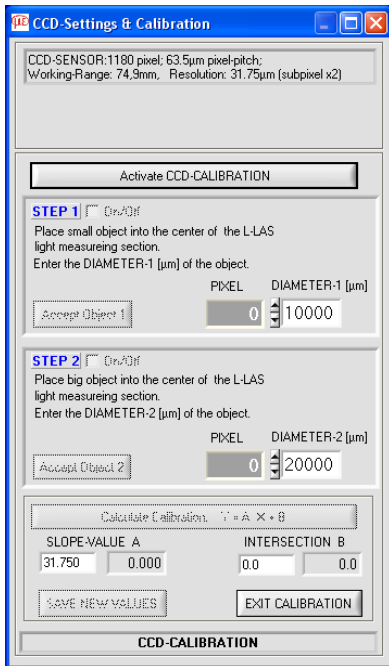 CCD-Settings & Calibration
CCD-SENSOR:1180 pixel; 63.5µm pixel-pitch;
Working-Range: 74,9mm, Resolution: 31.75µm (subpixel x2)
Activate CCD-CALIBRATION
STEP 1 On/Off
Place small object into the center of the L-LAS
light measureing section.
Enter the DIAMETER-1 [µm] of the object.
PIXEL DIAMETER-1 [µm]
Accept Object 1 0 10000
STEP 2 On/Off
Place big object into the center of the L-LAS
light measureing section.
Enter the DIAMETER-2 [µm] of the object.
PIXEL DIAMETER-2 [µm]
Accept Object 2 0 20000
Calculate Calibration. Y = A * X + B
SLOPE-VALUE A INTERSECTION B
31.750 0.000 0.0 0.0
SAVE NEW VALUES EXIT CALIBRATION
CCD-CALIBRATION